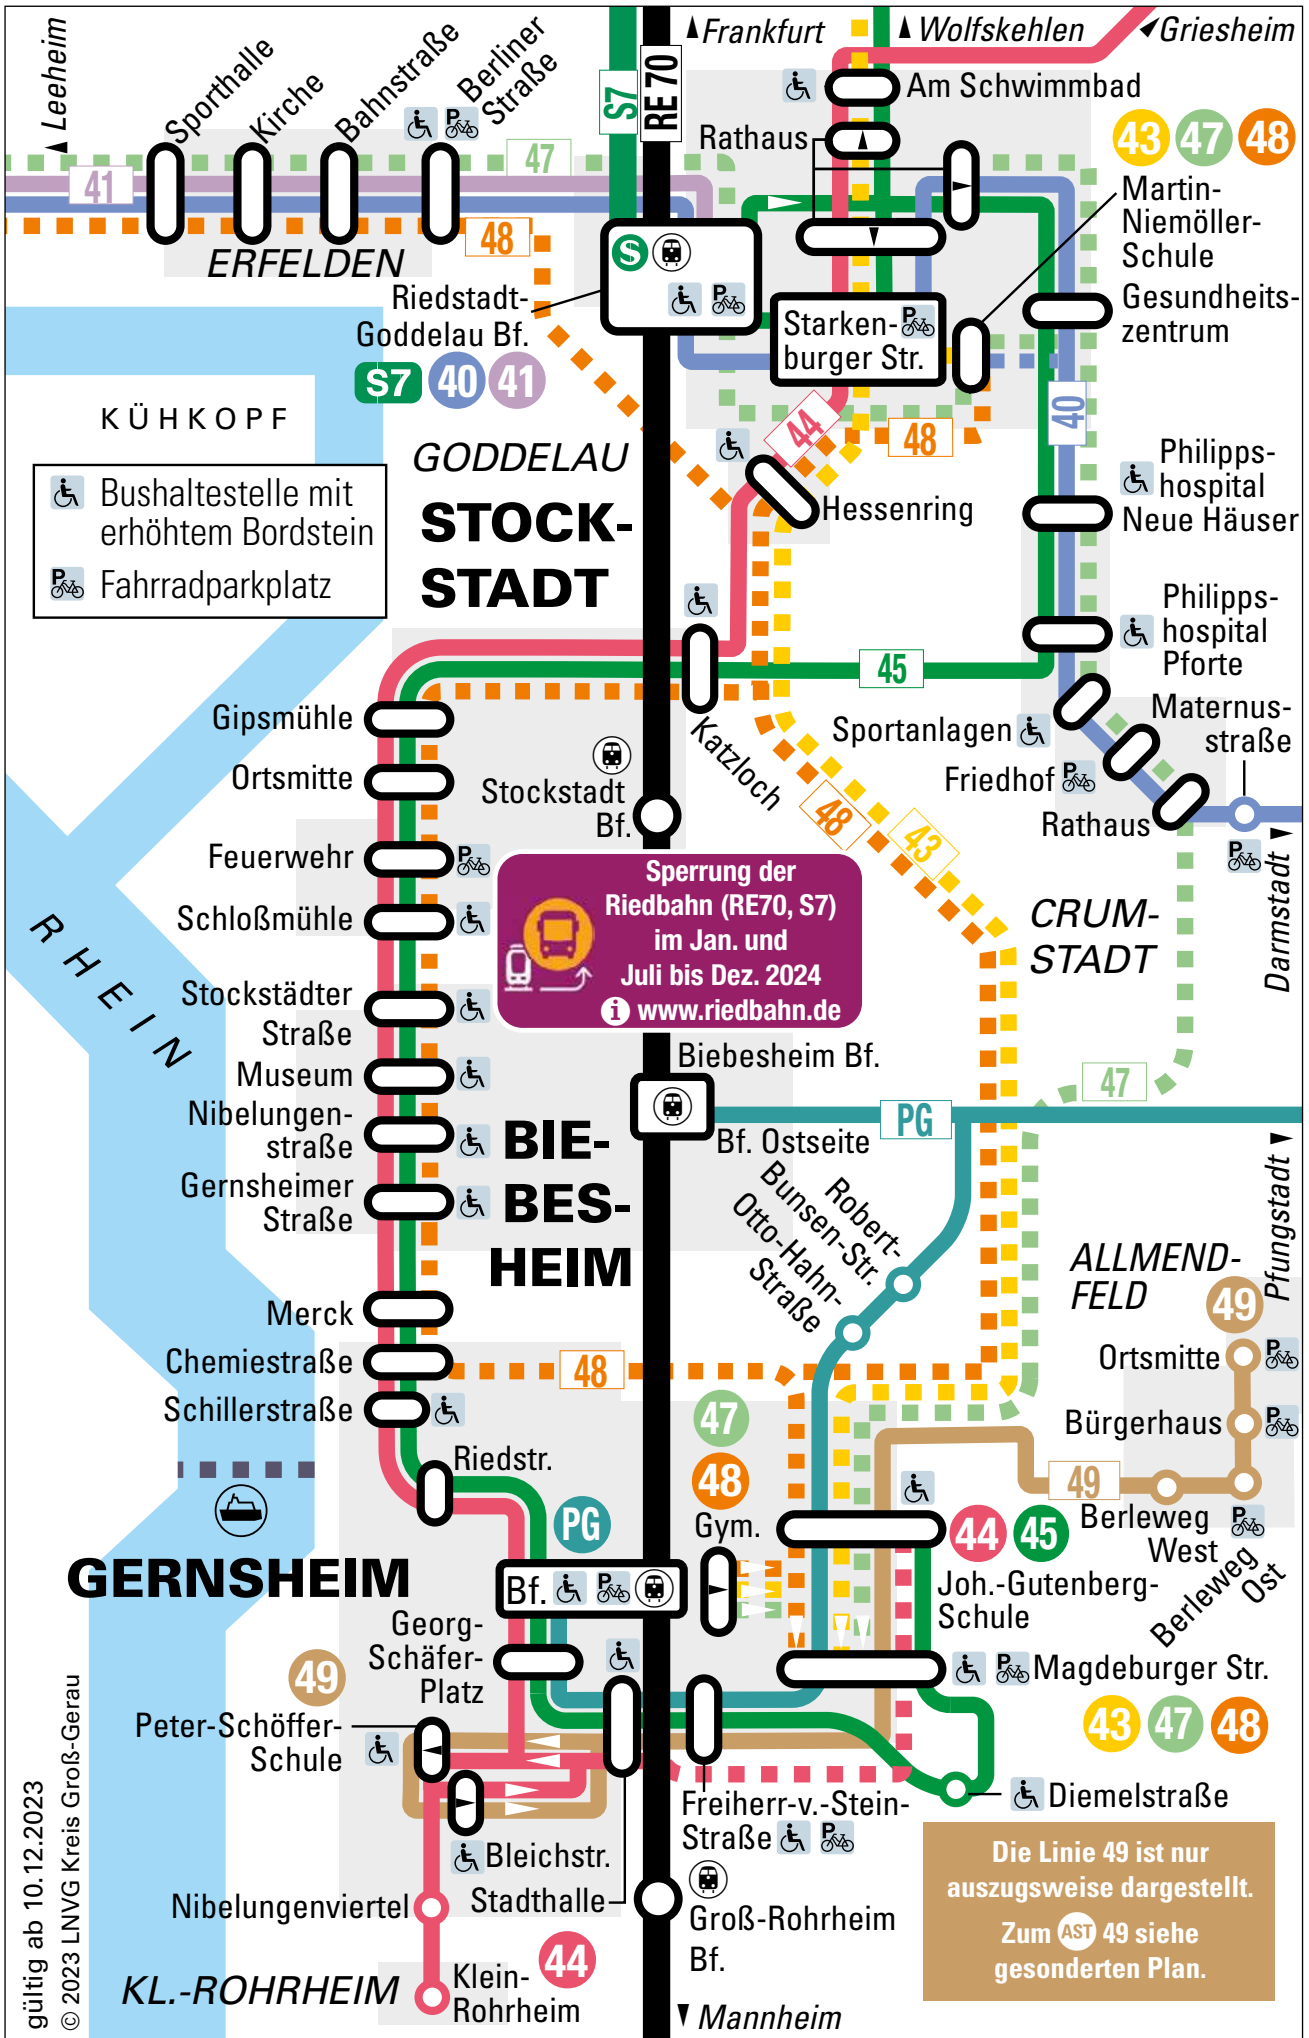 Leeheim
Sporthalle
Kirche
Bahnstraße
Berliner
Straße
S7
RE 70
Frankfurt
Wolfskehlen
Griesheim
Am Schwimmbad
Rathaus
43 47 48
Martin-
Niemöller-
Schule
47
41
48
ERFELDEN
S
Riedstadt-
Goddelau Bf.
S7 40 41
Starken-
burger Str.
Gesundheits-
zentrum
KÜHKOPF
GODDELAU
44
48
40
Bushaltestelle mit
erhöhtem Bordstein
Fahrradparkplatz
STOCK-
STADT
Hessenring
Philipps-
hospital
Neue Häuser
Philipps-
hospital
Pforte
45
Gipsmühle
Ortsmitte
Feuerwehr
Schloßmühle
Stockstädter
Straße
Museum
Nibelungen-
straße
Gernsheimer
Straße
Merck
Chemiestraße
Schillerstraße
Katzloch
Stockstadt
Bf.
Sportanlagen
Friedhof
Rathaus
Maternus-
straße
48
43
Darmstadt
Sperrung der
Riedbahn (RE70, S7)
im Jan. und
Juli bis Dez. 2024
i www.riedbahn.de
CRUM-
STADT
RHEIN
Biebesheim Bf.
Bf. Ostseite
PG
47
Pfungstadt
BIE-
BES-
HEIM
Robert-
Bunsen-Str.
Otto-Hahn-
Straße
ALLMEND-
FELD
49
Ortsmitte
Bürgerhaus
48
47
48
Gym.
49
Berleweg
West
Berleweg
Ost
Riedstr.
PG
GERNSHEIM
Bf.
44 45
Joh.-Gutenberg-
Schule
Georg-
Schäfer-
Platz
49
Peter-Schöffer-
Schule
Magdeburger Str.
43 47 48
Freiherr-v.-Stein-
Straße
Diemelstraße
Bleichstr.
Stadthalle
Nibelungenviertel
Groß-Rohrheim
Bf.
KL.-ROHRHEIM
Klein-
Rohrheim
44
Mannheim
Die Linie 49 ist nur
auszugsweise dargestellt.
Zum AST 49 siehe
gesonderten Plan.
gültig ab 10.12.2023
© 2023 LNVG Kreis Groß-Gerau